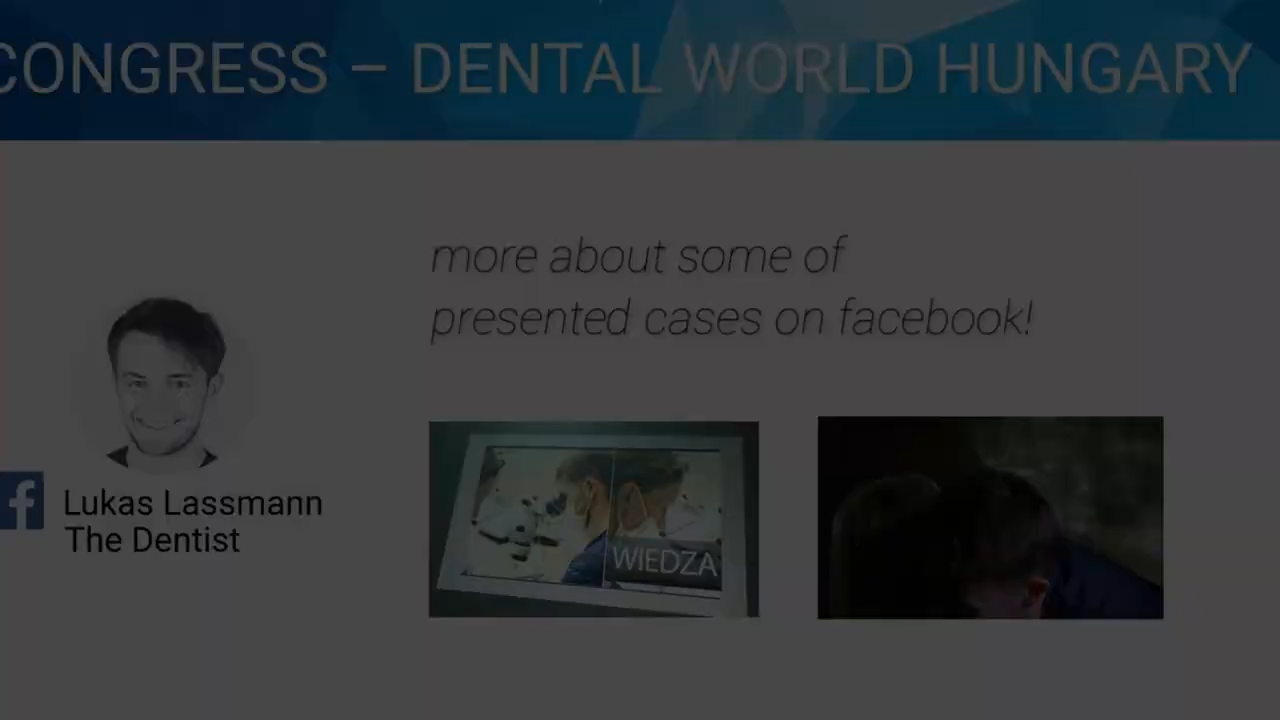 CONGRESS – DENTAL WORLD HUNGARY
more about some of
presented cases on facebook!
WIEDZA
f
Lukas Lassmann
The Dentist